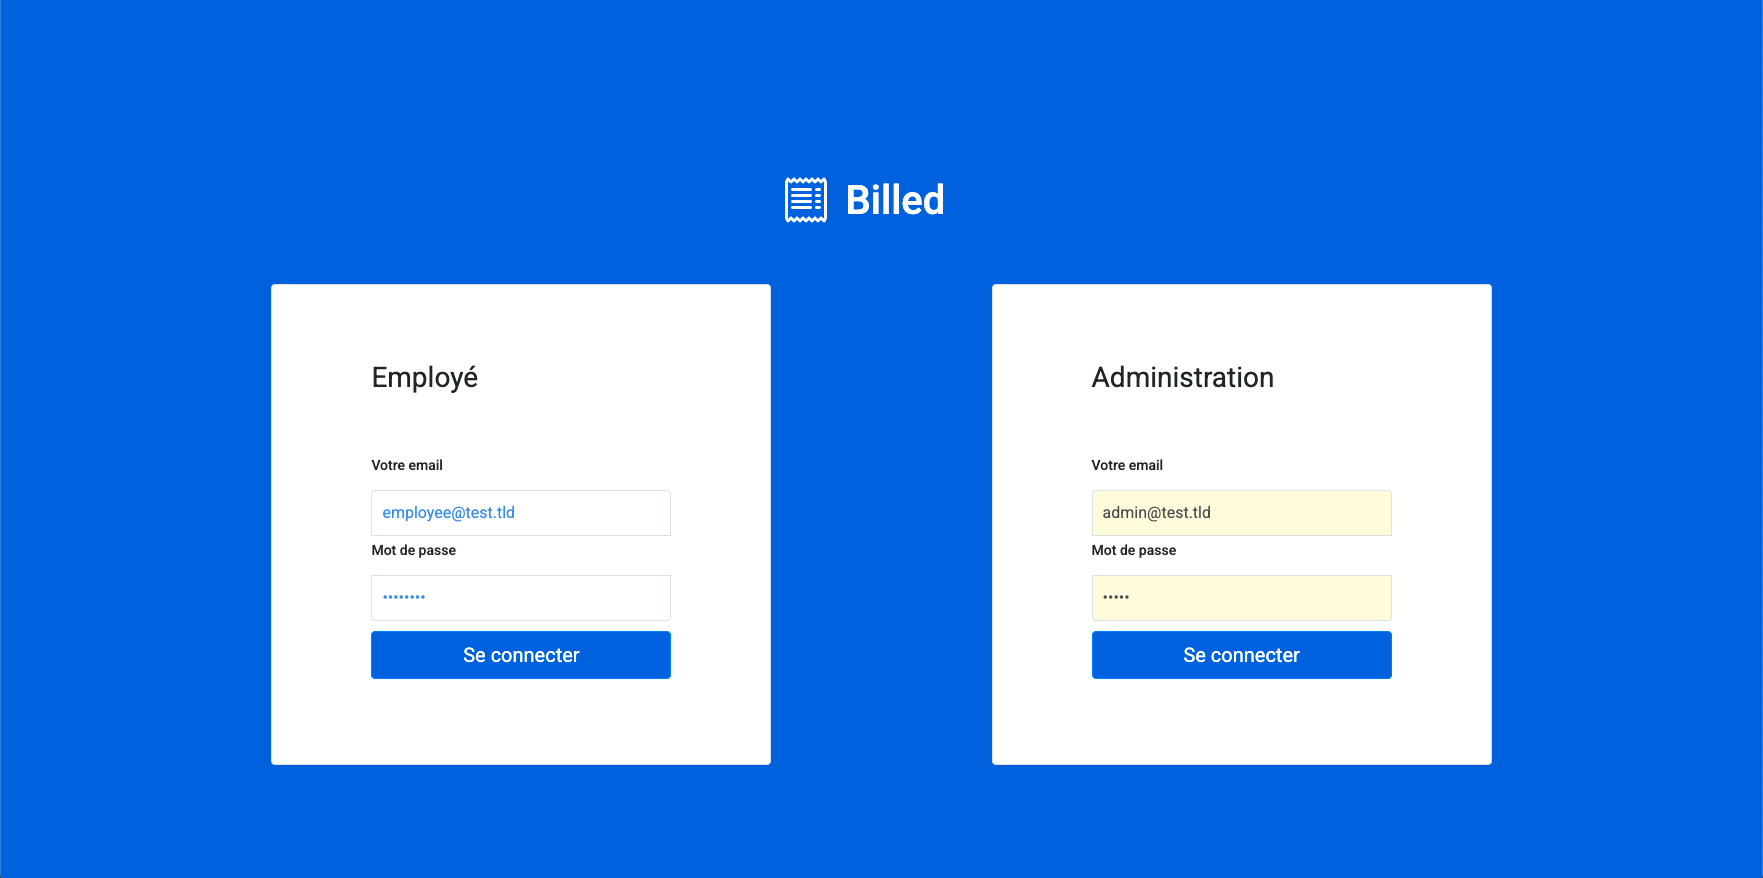 Billed
Employé
Votre email
employee@test.tld
Mot de passe
••••••••
Se connecter
Administration
Votre email
admin@test.tld
Mot de passe
•••••
Se connecter